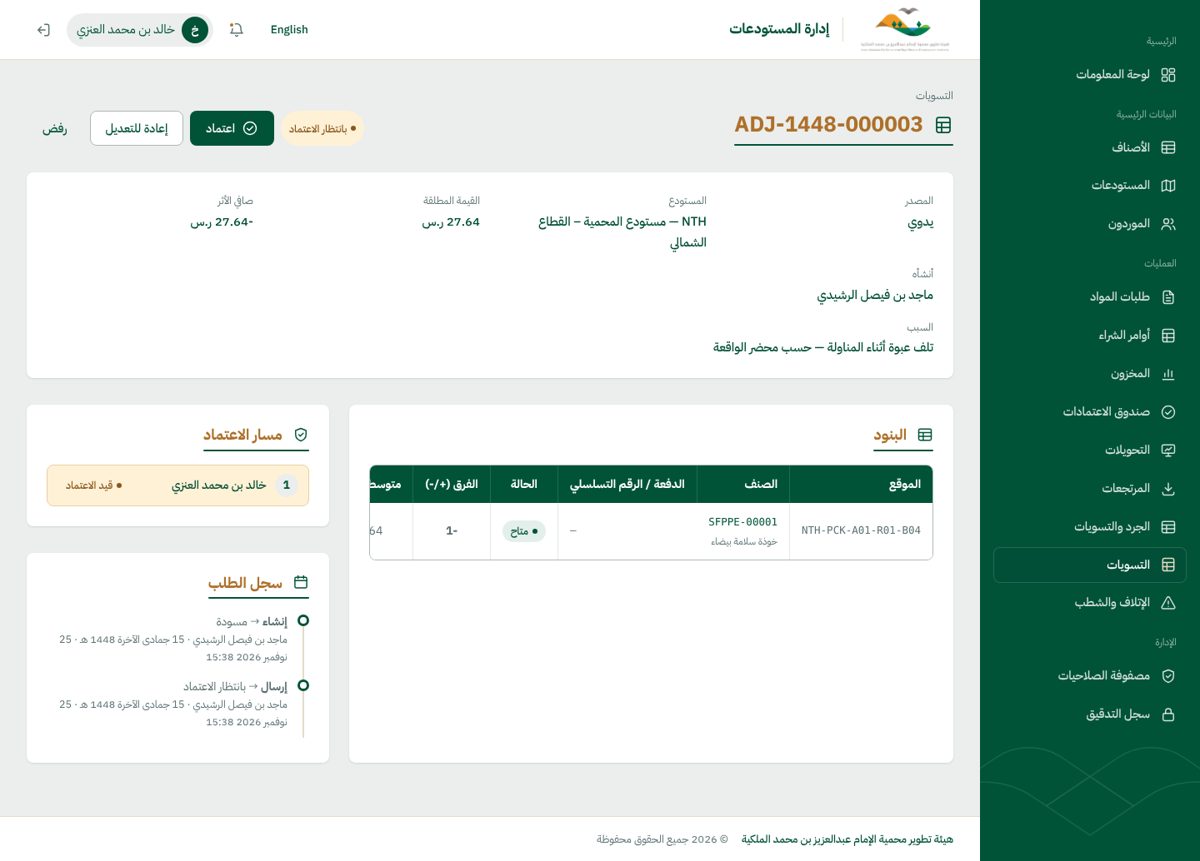 الرئيسية
لوحة المعلومات
البيانات الرئيسية
الأصناف
المستودعات
الموردون
العمليات
طلبات المواد
أوامر الشراء
المخزون
صندوق الاعتمادات
التحويلات
المرتجعات
الجرد والتسويات
التسويات
الإتلاف والشطب
الإدارة
مصفوفة الصلاحيات
سجل التدقيق
إدارة المستودعات
English
خ
خالد بن محمد العنزي
التسويات
ADJ-1448-000003
بانتظار الاعتماد
اعتماد
إعادة للتعديل
رفض
المصدر
يدوي
المستودع
NTH — مستودع المحمية – القطاع
الشمالي
القيمة المطلقة
27.64 ر.س
صافي الأثر
-27.64 ر.س
أنشأه
ماجد بن فيصل الرشيدي
السبب
تلف عبوة أثناء المناولة — حسب محضر الواقعة
البنود
الموقع الصنف الدفعة / الرقم التسلسلي الحالة الفرق (+/-) متوسط
NTH-PCK-A01-R01-B04
SFPPE-00001
خوذة سلامة بيضاء
—
متاح
-1
64
مسار الاعتماد
1
خالد بن محمد العنزي
قيد الاعتماد
سجل الطلب
إنشاء → مسودة
ماجد بن فيصل الرشيدي · 15 جمادى الآخرة 1448 هـ · 25
نوفمبر 2026 15:38
إرسال → بانتظار الاعتماد
ماجد بن فيصل الرشيدي · 15 جمادى الآخرة 1448 هـ · 25
نوفمبر 2026 15:38
هيئة تطوير محمية الإمام عبدالعزيز بن محمد الملكية
© 2026 جميع الحقوق محفوظة